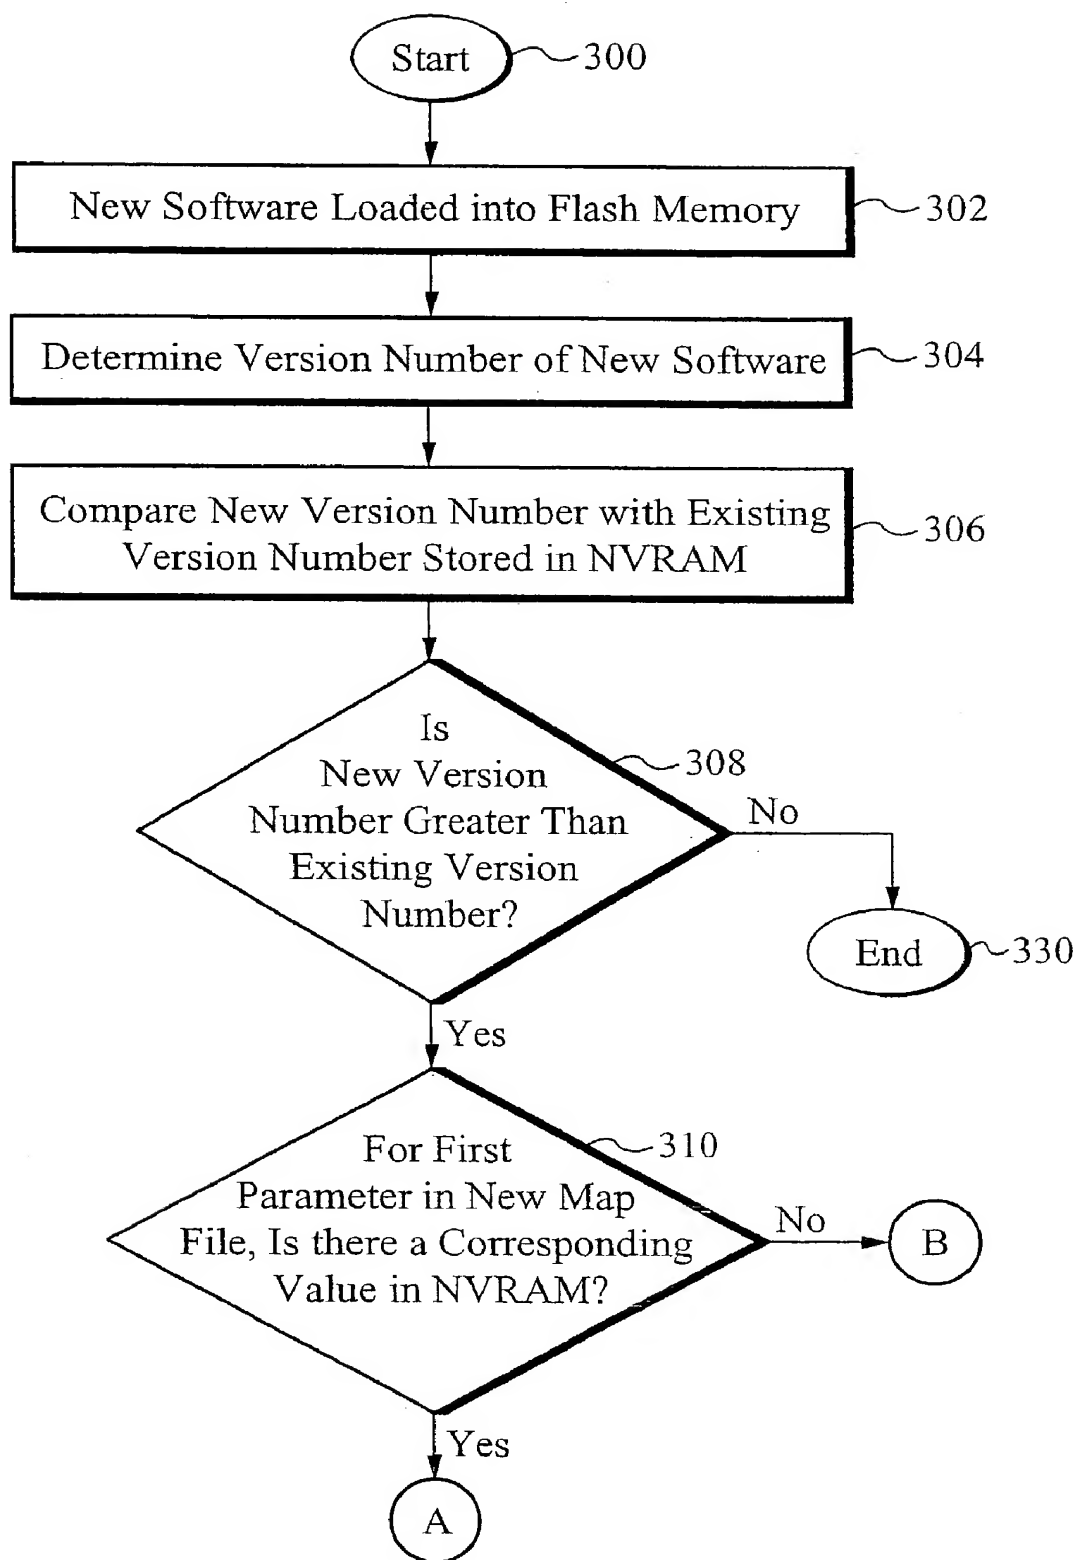 Start
300
New Software Loaded into Flash Memory
302
Determine Version Number of New Software
304
Compare New Version Number with Existing
Version Number Stored in NVRAM
306
Is
New Version
Number Greater Than
Existing Version
Number?
308
No
End
330
Yes
For First
Parameter in New Map
File, Is there a Corresponding
Value in NVRAM?
310
No
B
Yes
A